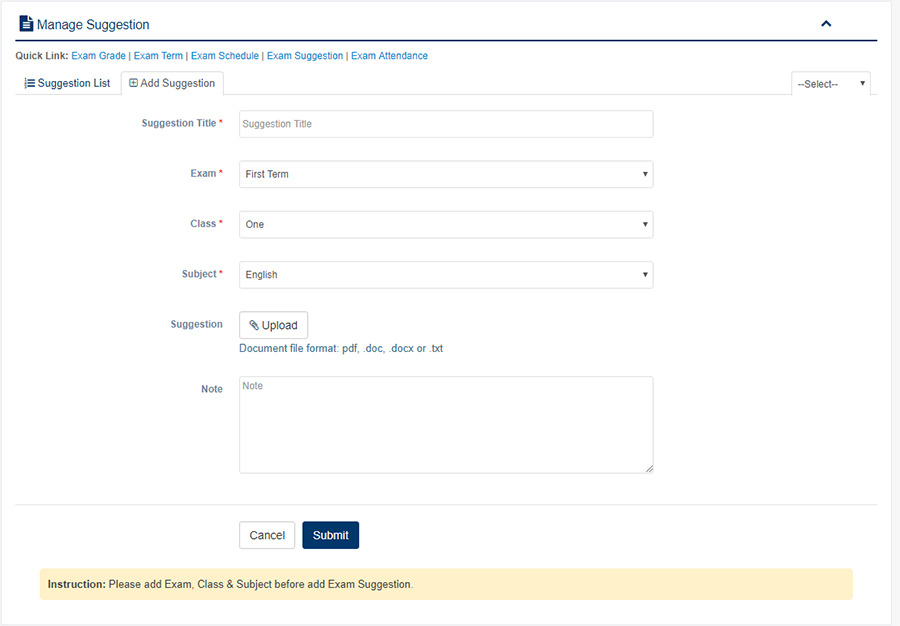 Manage Suggestion
Quick Link: Exam Grade | Exam Term | Exam Schedule | Exam Suggestion | Exam Attendance
Suggestion List Add Suggestion --Select--
Suggestion Title * Suggestion Title
Exam * First Term
Class * One
Subject * English
Suggestion Upload
Document file format: pdf, .doc, .docx or .txt
Note Note
Cancel Submit
Instruction: Please add Exam, Class & Subject before add Exam Suggestion.